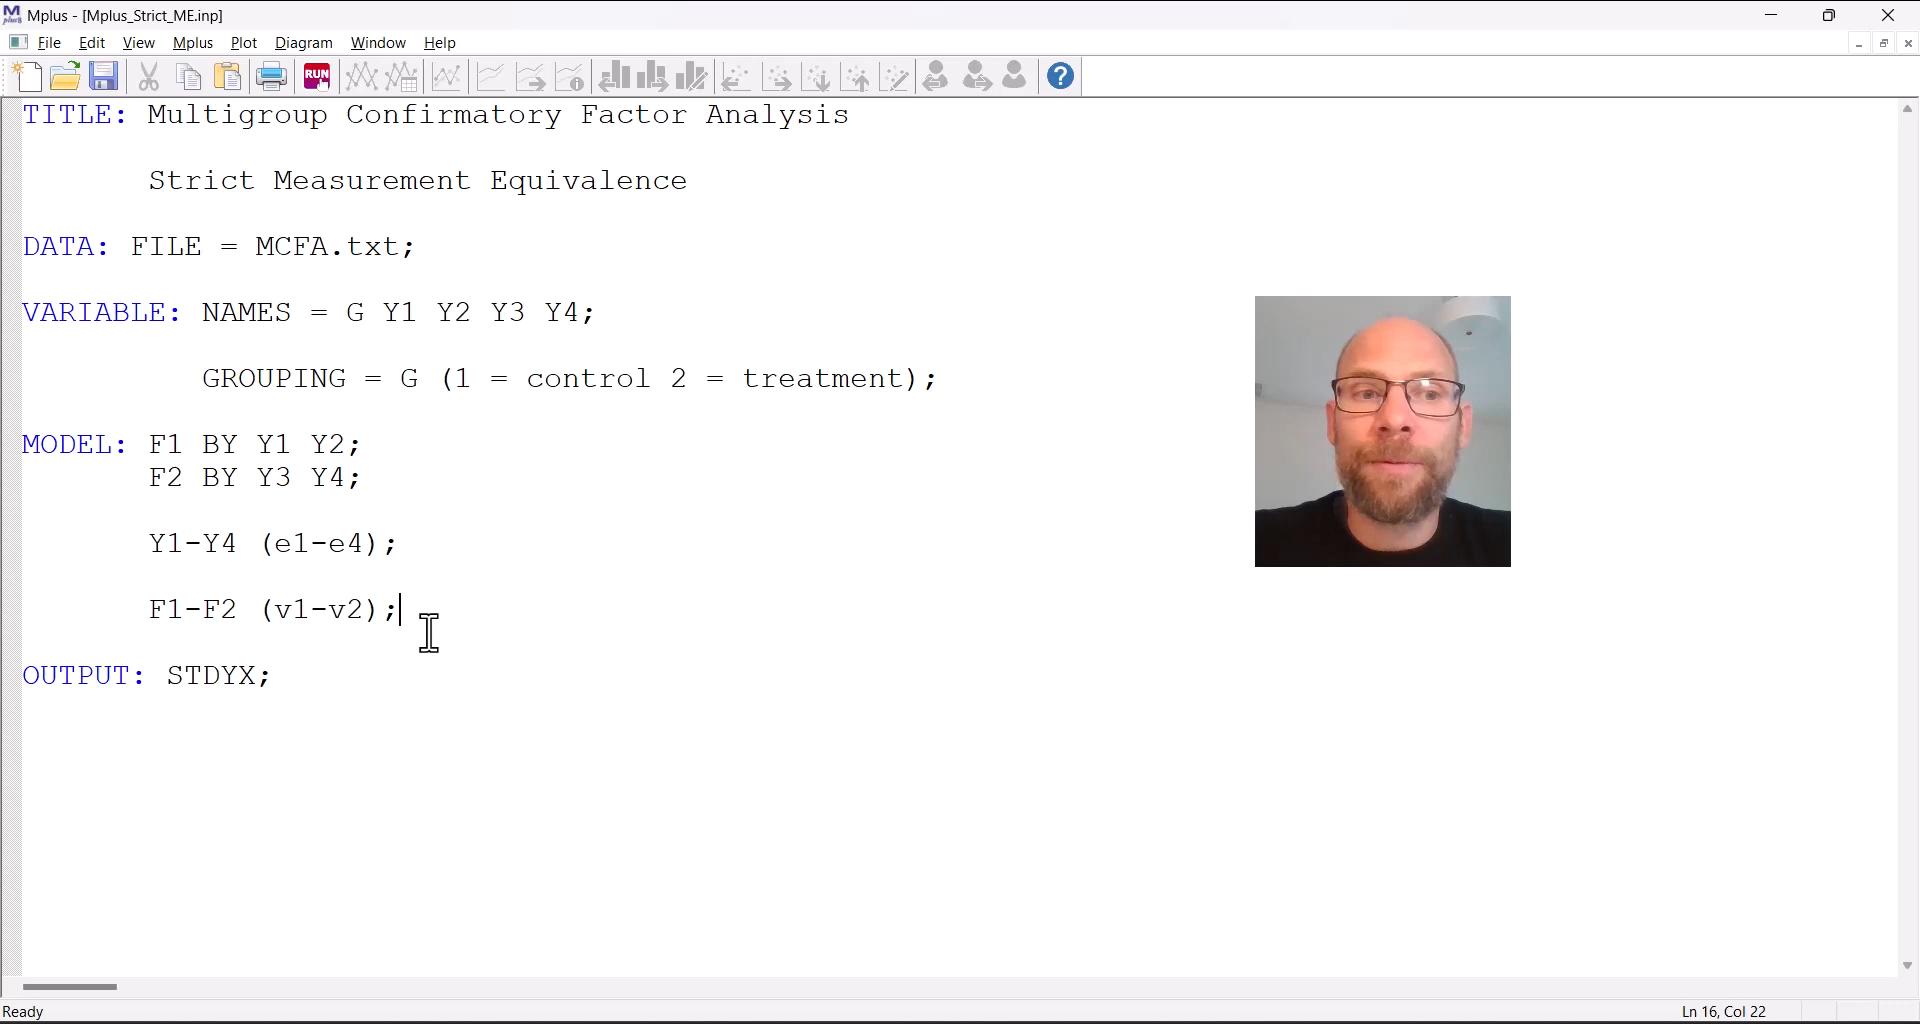 Mplus - [Mplus_Strict_ME.inp]
File Edit View Mplus Plot Diagram Window Help
RUN
TITLE: Multigroup Confirmatory Factor Analysis
Strict Measurement Equivalence
DATA: FILE = MCFA.txt;
VARIABLE: NAMES = G Y1 Y2 Y3 Y4;
GROUPING = G (1 = control 2 = treatment);
MODEL: F1 BY Y1 Y2;
F2 BY Y3 Y4;
Y1-Y4 (e1-e4);
F1-F2 (v1-v2);
OUTPUT: STDYX;
Ready
Ln 16, Col 22